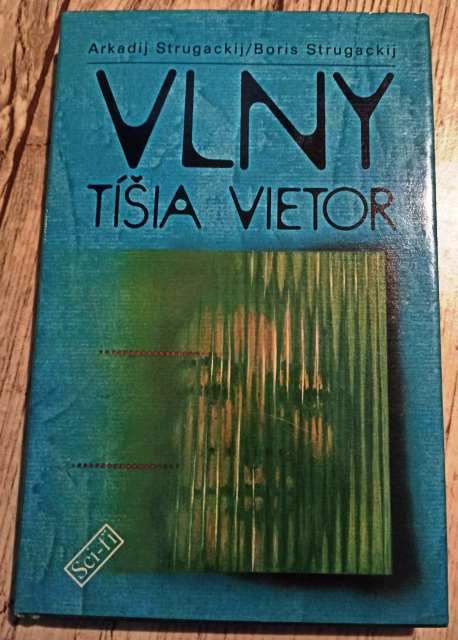 Arkadij Strugackij/Boris Strugackij
VLNY
TÍŠIA VIETOR
Sci-fi